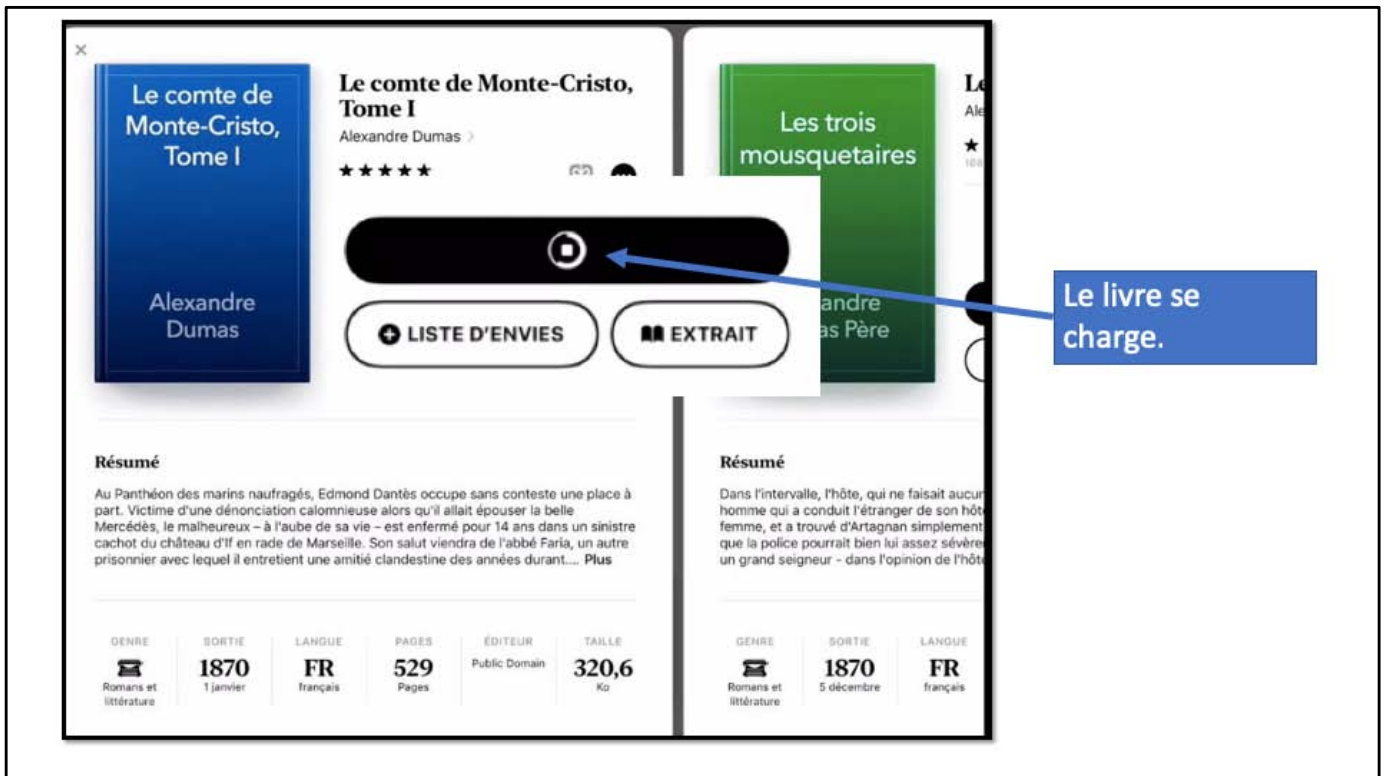 ×
Le comte de
Monte-Cristo,
Tome I
Alexandre
Dumas
Le comte de Monte-Cristo,
Tome I
Alexandre Dumas >
★★★★★
LISTE D'ENVIES
EXTRAIT
Résumé
Au Panthéon des marins naufragés, Edmond Dantès occupe sans conteste une place à
part. Victime d'une dénonciation calomnieuse alors qu'il allait épouser la belle
Mercédès, le malheureux – à l'aube de sa vie – est enfermé pour 14 ans dans un sinistre
cachot du château d'If en rade de Marseille. Son salut viendra de l'abbé Faria, un autre
prisonnier avec lequel il entretient une amitié clandestine des années durant.... Plus
GENRE SORTIE LANGUE PAGES ÉDITEUR TAILLE
1870 FR 529 Public Domain 320,6
Romans et 1 janvier français Pages Ko
littérature
Les trois
mousquetaires
andre
as Père
Le
Ale
★
Résumé
Dans l'intervalle, l'hôte, qui ne faisait aucun
homme qui a conduit l'étranger de son hôt
femme, et a trouvé d'Artagnan simplement
que la police pourrait bien lui assez sévère
un grand seigneur - dans l'opinion de l'hôt
GENRE SORTIE LANGUE
1870 FR
Romans et 5 décembre français
littérature
Le livre se
charge.